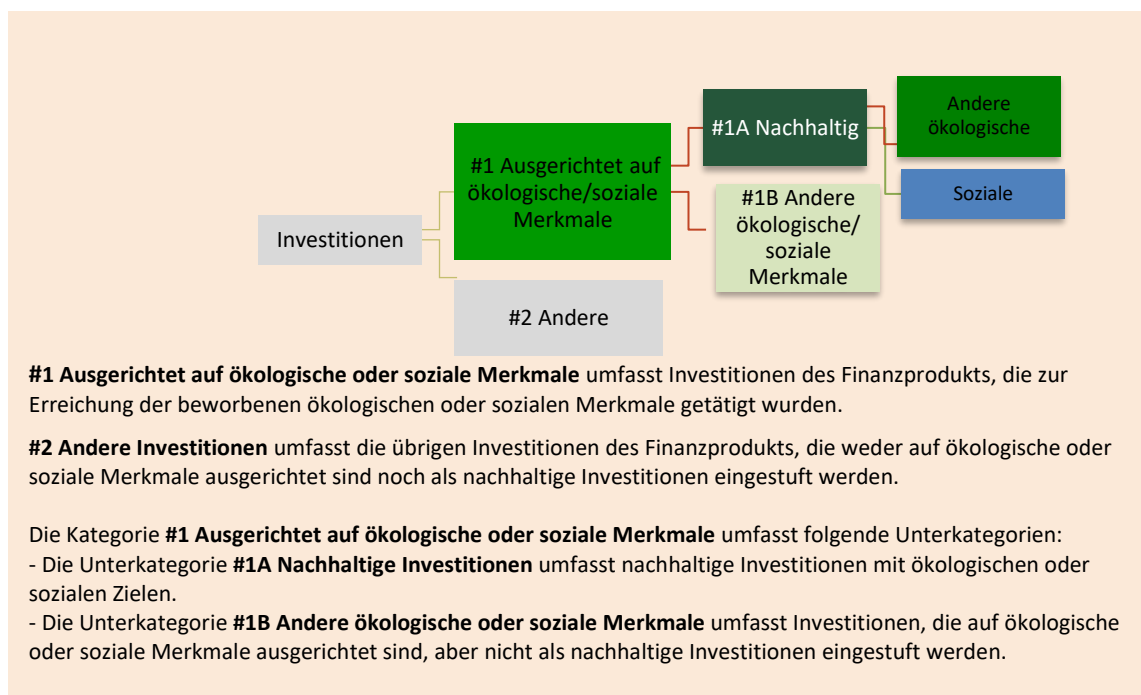 Andere
ökologische
#1A Nachhaltig
#1 Ausgerichtet auf
ökologische/soziale
Merkmale
Soziale
#1B Andere
ökologische/
soziale
Merkmale
Investitionen
#2 Andere
#1 Ausgerichtet auf ökologische oder soziale Merkmale umfasst Investitionen des Finanzprodukts, die zur
Erreichung der beworbenen ökologischen oder sozialen Merkmale getätigt wurden.
#2 Andere Investitionen umfasst die übrigen Investitionen des Finanzprodukts, die weder auf ökologische oder
soziale Merkmale ausgerichtet sind noch als nachhaltige Investitionen eingestuft werden.
Die Kategorie #1 Ausgerichtet auf ökologische oder soziale Merkmale umfasst folgende Unterkategorien:
- Die Unterkategorie #1A Nachhaltige Investitionen umfasst nachhaltige Investitionen mit ökologischen oder
sozialen Zielen.
- Die Unterkategorie #1B Andere ökologische oder soziale Merkmale umfasst Investitionen, die auf ökologische
oder soziale Merkmale ausgerichtet sind, aber nicht als nachhaltige Investitionen eingestuft werden.